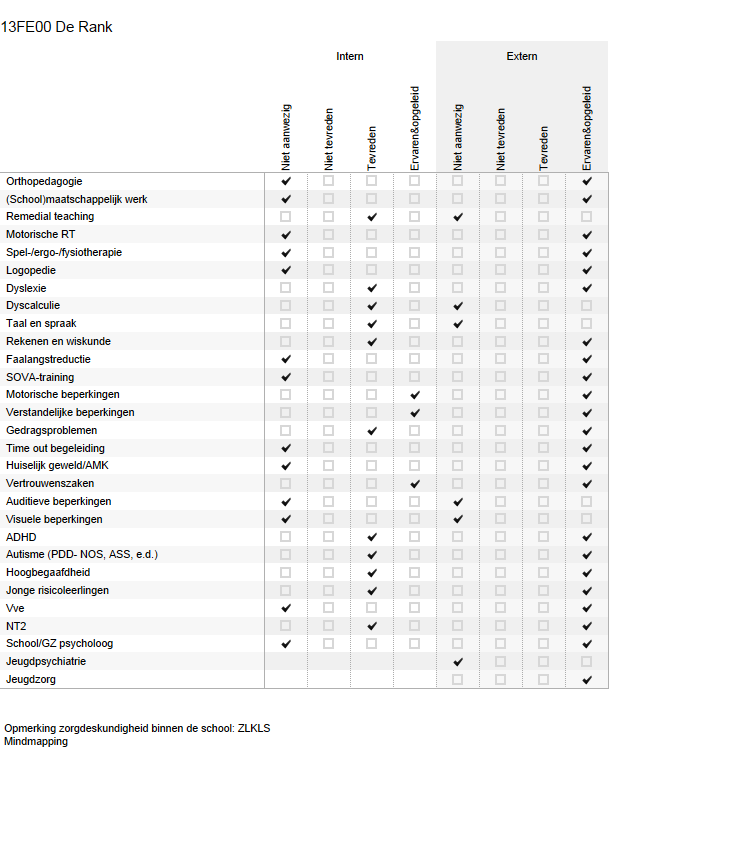 13FE00 De Rank
Intern Extern
Niet aanwezig Niet tevreden Tevreden Ervaren&opgeleid Niet aanwezig Niet tevreden Tevreden Ervaren&opgeleid
Orthopedagogie
(School)maatschappelijk werk
Remedial teaching
Motorische RT
Spel-/ergo-/fysiotherapie
Logopedie
Dyslexie
Dyscalculie
Taal en spraak
Rekenen en wiskunde
Faalangstreductie
SOVA-training
Motorische beperkingen
Verstandelijke beperkingen
Gedragsproblemen
Time out begeleiding
Huiselijk geweld/AMK
Vertrouwenszaken
Auditieve beperkingen
Visuele beperkingen
ADHD
Autisme (PDD- NOS, ASS, e.d.)
Hoogbegaafdheid
Jonge risicoleerlingen
Vve
NT2
School/GZ psycholoog
Jeugdpsychiatrie
Jeugdzorg
Opmerking zorgdeskundigheid binnen de school: ZLKLS
Mindmapping